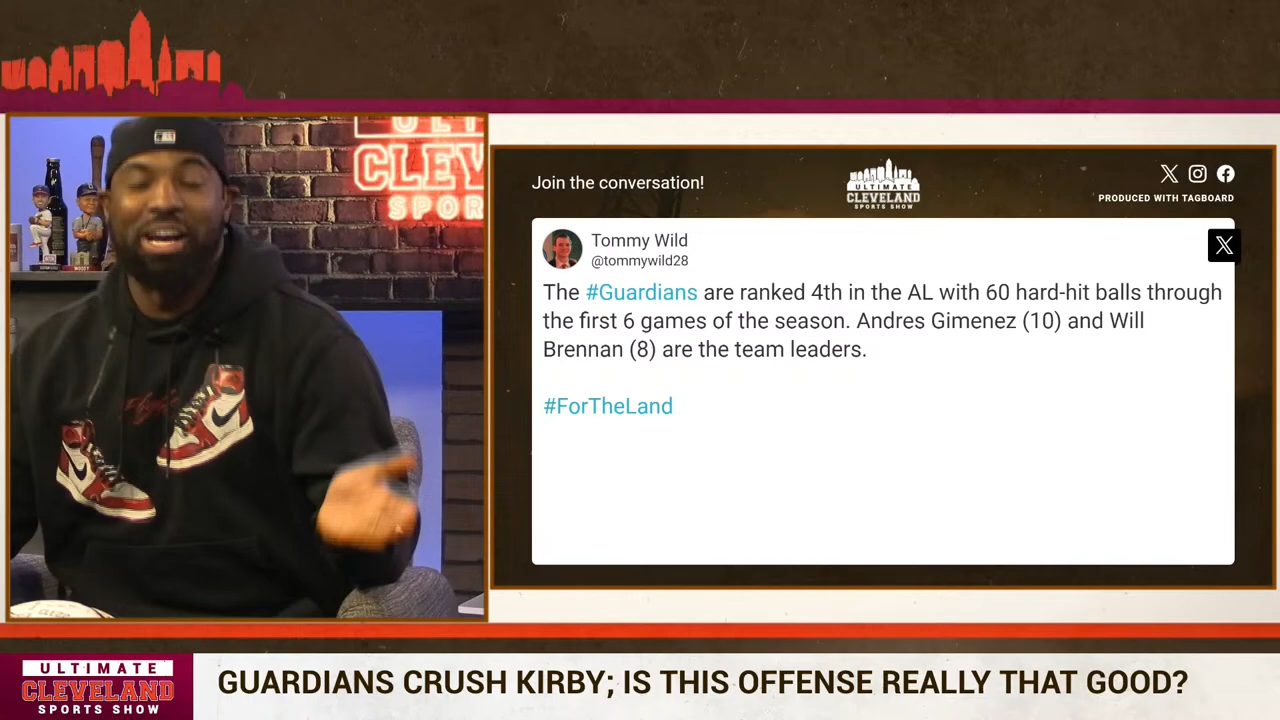 CLEV
SPOR
Join the conversation!
ULTIMATE
CLEVELAND
SPORTS SHOW
PRODUCED WITH TAGBOARD
Tommy Wild
@tommywild28
The #Guardians are ranked 4th in the AL with 60 hard-hit balls through
the first 6 games of the season. Andres Gimenez (10) and Will
Brennan (8) are the team leaders.
#ForTheLand
ULTIMATE
CLEVELAND
SPORTS SHOW
GUARDIANS CRUSH KIRBY; IS THIS OFFENSE REALLY THAT GOOD?